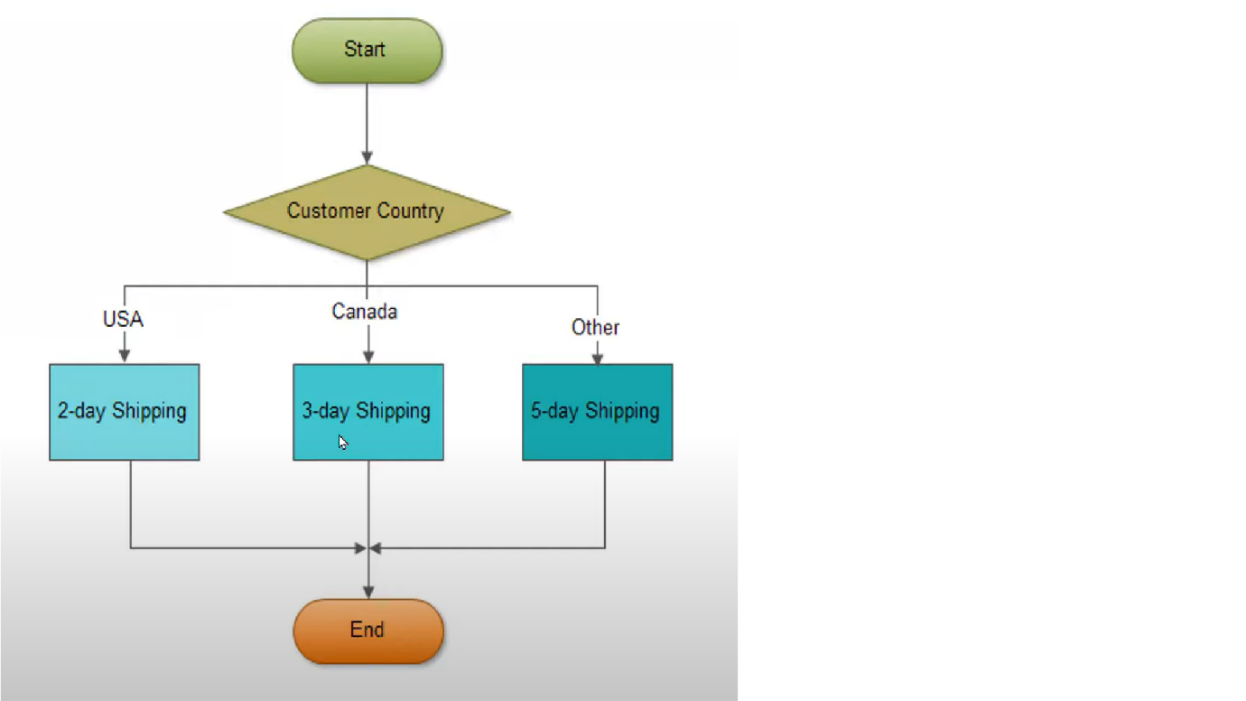 Start
Customer Country
USA
Canada
Other
2-day Shipping
3-day Shipping
5-day Shipping
End